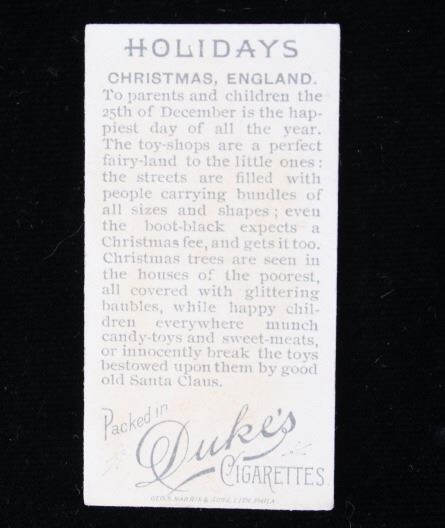 HOLIDAYS
CHRISTMAS, ENGLAND.
To parents and children the
25th of December is the hap-
piest day of all the year.
The toy-shops are a perfect
fairy-land to the little ones:
the streets are filled with
people carrying bundles of
all sizes and shapes; even
the boot-black expects a
Christmas fee, and gets it too.
Christmas trees are seen in
the houses of the poorest,
all covered with glittering
baubles, while happy chil-
dren everywhere munch
candy-toys and sweet-meats,
or innocently break the toys
bestowed upon them by good
old Santa Claus.
Packed in
Duke's
CIGARETTES
GEO. S. HARRIS & SONS, LITH. PHILA.